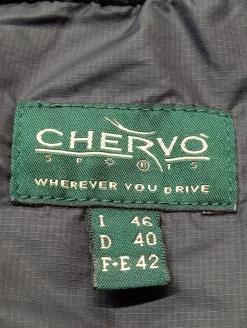 CHERVÒ
SPORTS
WHEREVER YOU DRIVE
I 46
D 40
F·E 42